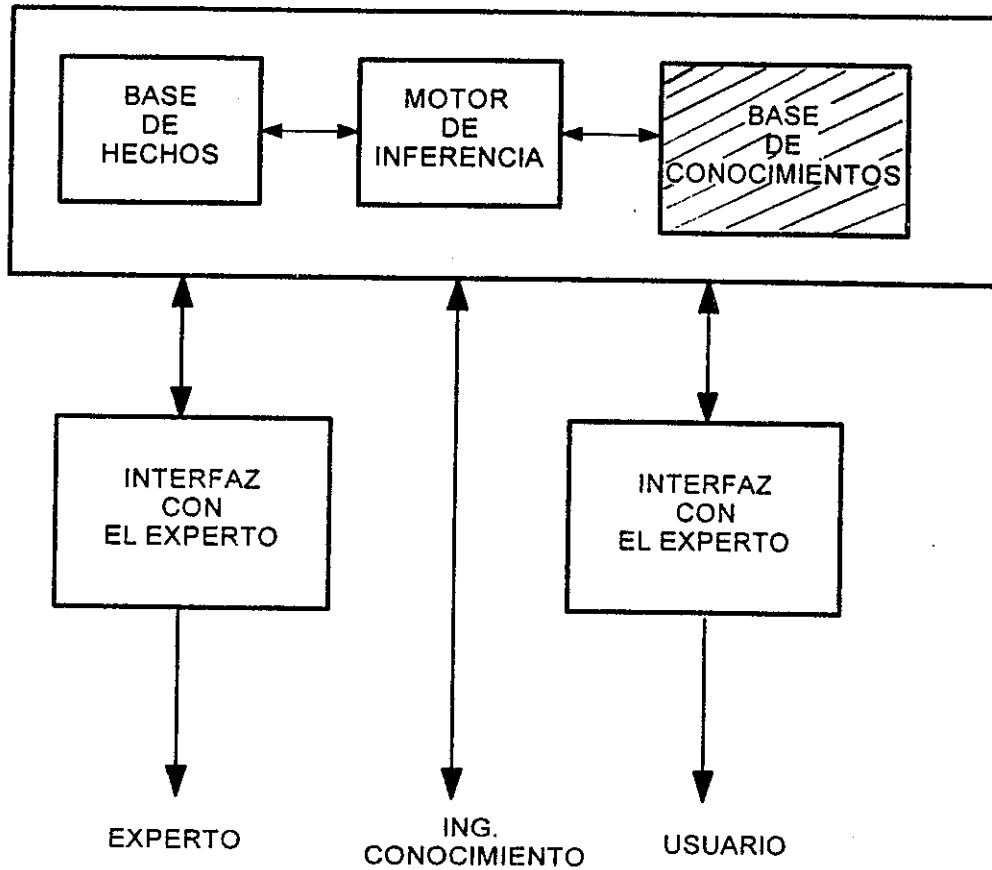 BASE
DE
HECHOS
MOTOR
DE
INFERENCIA
BASE
DE
CONOCIMIENTOS
INTERFAZ
CON
EL EXPERTO
INTERFAZ
CON
EL EXPERTO
EXPERTO
ING.
CONOCIMIENTO
USUARIO